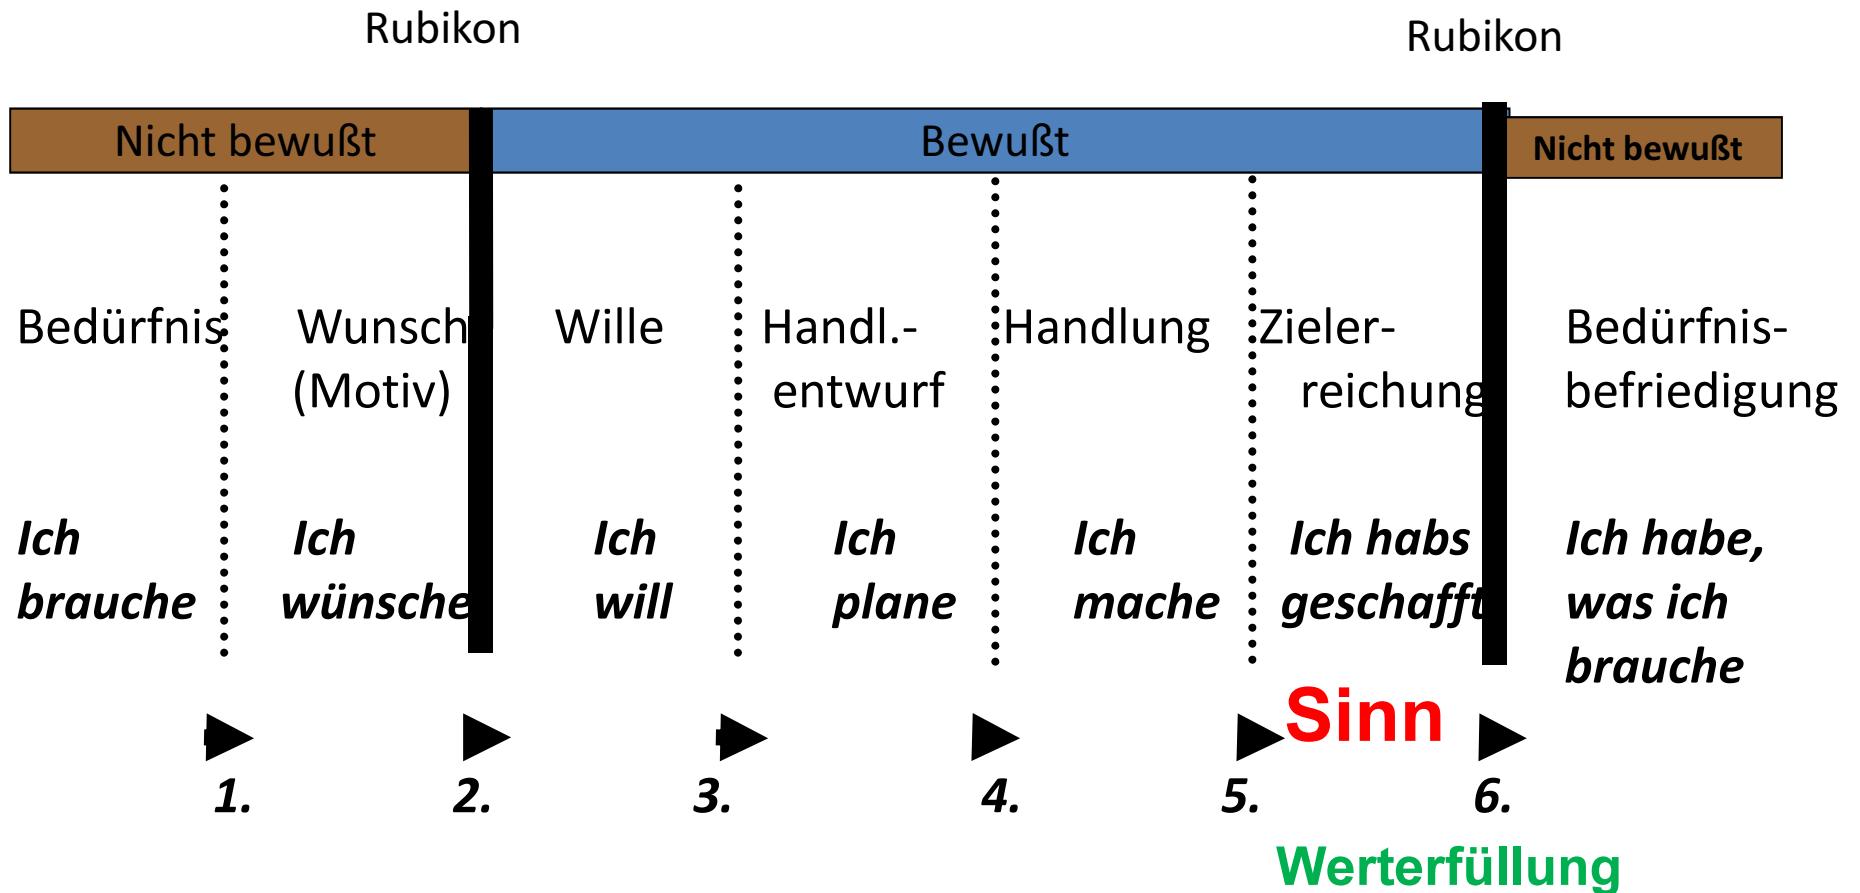 Rubikon Rubikon
Nicht bewußt Bewußt Nicht bewußt
Bedürfnis Wunsch Wille Handl.- Handlung Zieler- Bedürfnis-
(Motiv) entwurf reichung befriedigung
Ich Ich Ich Ich Ich Ich habs Ich habe,
brauche wünsche will plane mache geschafft was ich
brauche
Sinn
1. 2. 3. 4. 5. 6.
Werterfüllung